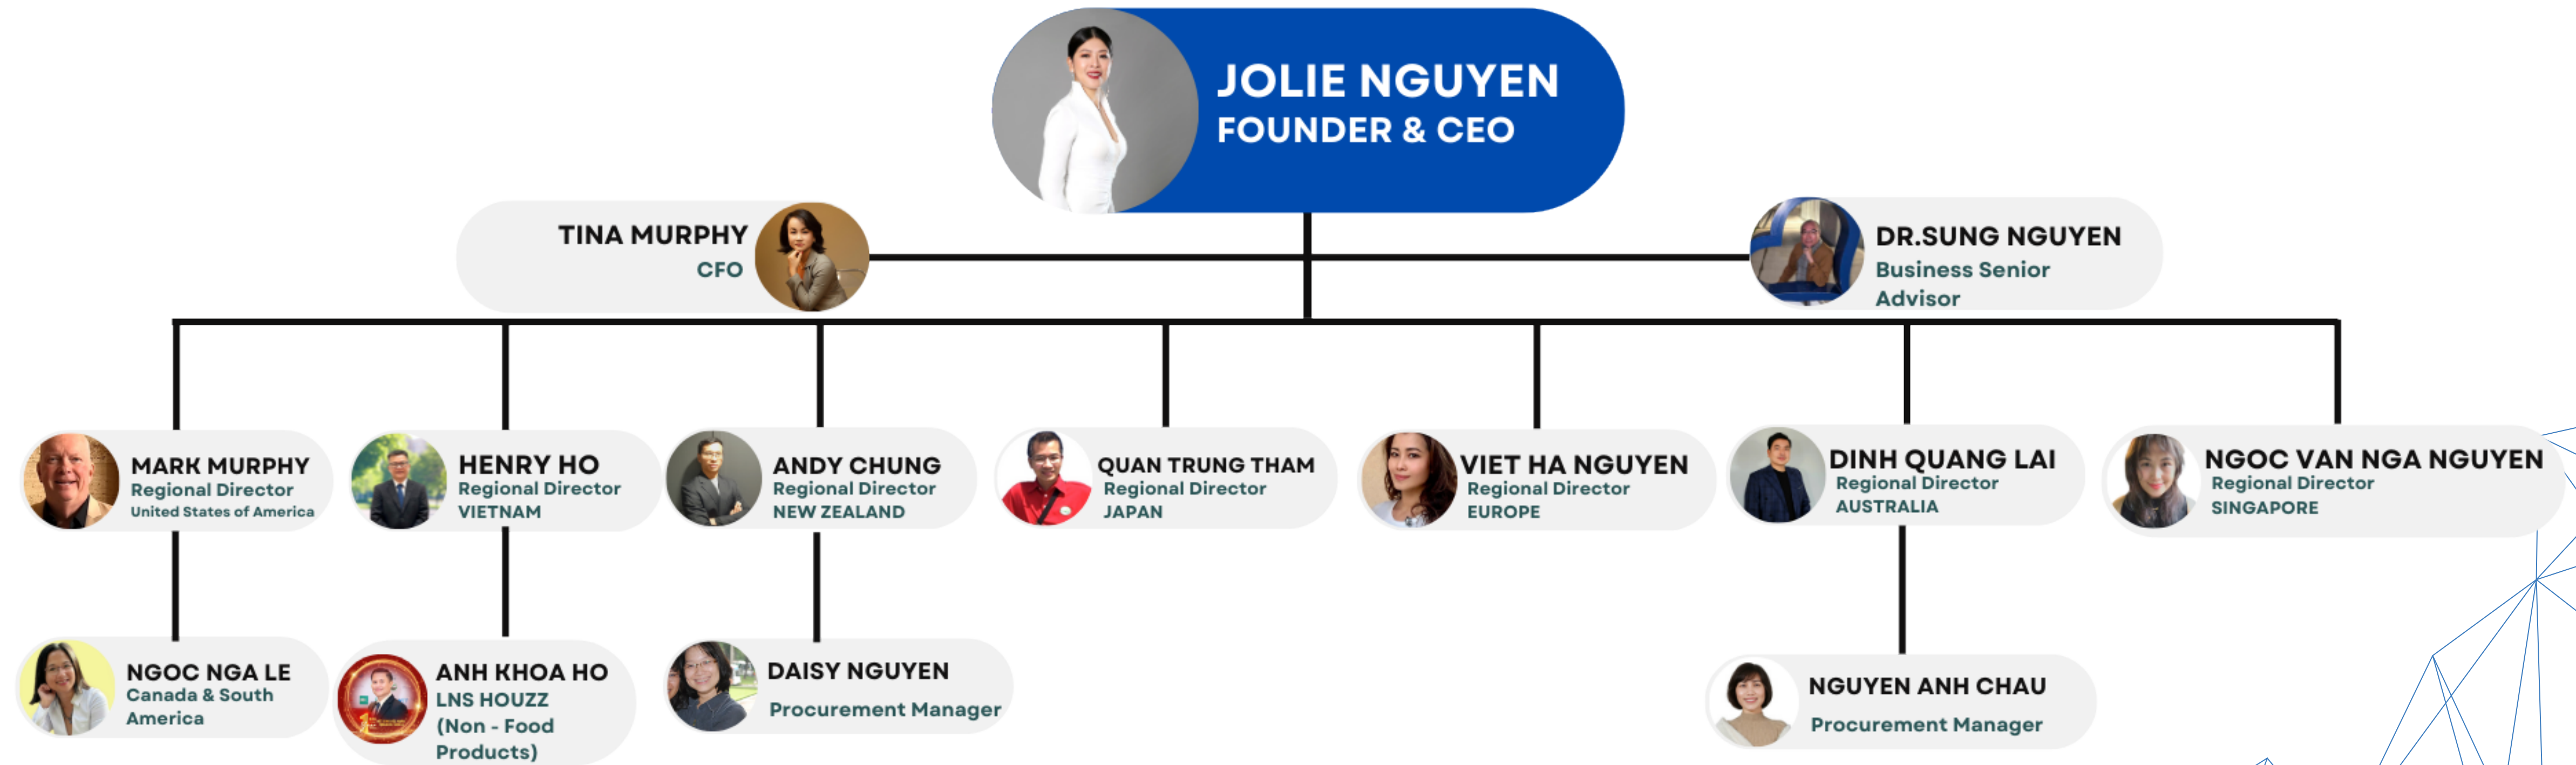 JOLIE NGUYEN
FOUNDER & CEO
TINA MURPHY
CFO
DR.SUNG NGUYEN
Business Senior
Advisor
MARK MURPHY
Regional Director
United States of America
HENRY HO
Regional Director
VIETNAM
ANDY CHUNG
Regional Director
NEW ZEALAND
QUAN TRUNG THAM
Regional Director
JAPAN
VIET HA NGUYEN
Regional Director
EUROPE
DINH QUANG LAI
Regional Director
AUSTRALIA
NGOC VAN NGA NGUYEN
Regional Director
SINGAPORE
NGOC NGA LE
Canada & South
America
ANH KHOA HO
LNS HOUZZ
(Non - Food
Products)
DAISY NGUYEN
Procurement Manager
NGUYEN ANH CHAU
Procurement Manager